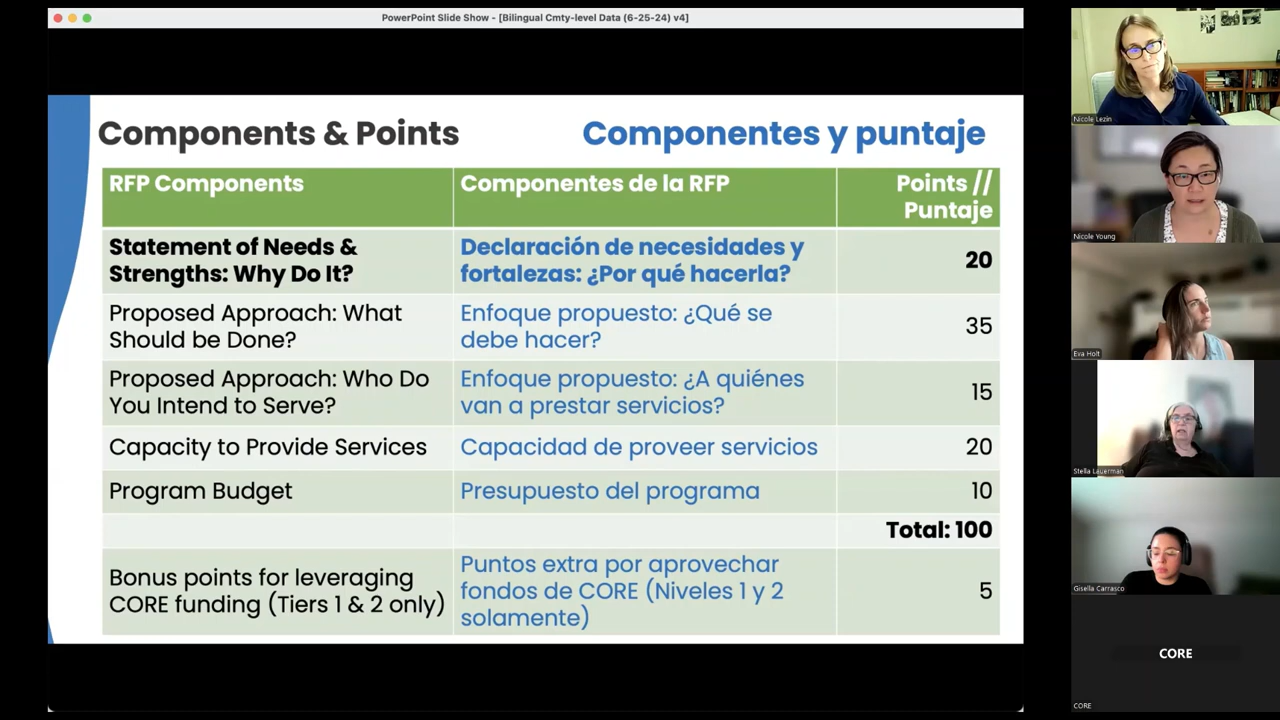 PowerPoint Slide Show - [Bilingual Cmty-level Data (6-25-24) v4]
Components & Points
Componentes y puntaje
RFP Components
Componentes de la RFP
Points //
Puntaje
Statement of Needs &
Strengths: Why Do It?
Declaración de necesidades y
fortalezas: ¿Por qué hacerla?
20
Proposed Approach: What
Should be Done?
Enfoque propuesto: ¿Qué se
debe hacer?
35
Proposed Approach: Who Do
You Intend to Serve?
Enfoque propuesto: ¿A quiénes
van a prestar servicios?
15
Capacity to Provide Services
Capacidad de proveer servicios
20
Program Budget
Presupuesto del programa
10
Total: 100
Bonus points for leveraging
CORE funding (Tiers 1 & 2 only)
Puntos extra por aprovechar
fondos de CORE (Niveles 1 y 2
solamente)
5
Nicole Lezin
Nicole Young
Eva Holt
Stella Lauerman
Gisella Carrasco
CORE
CORE